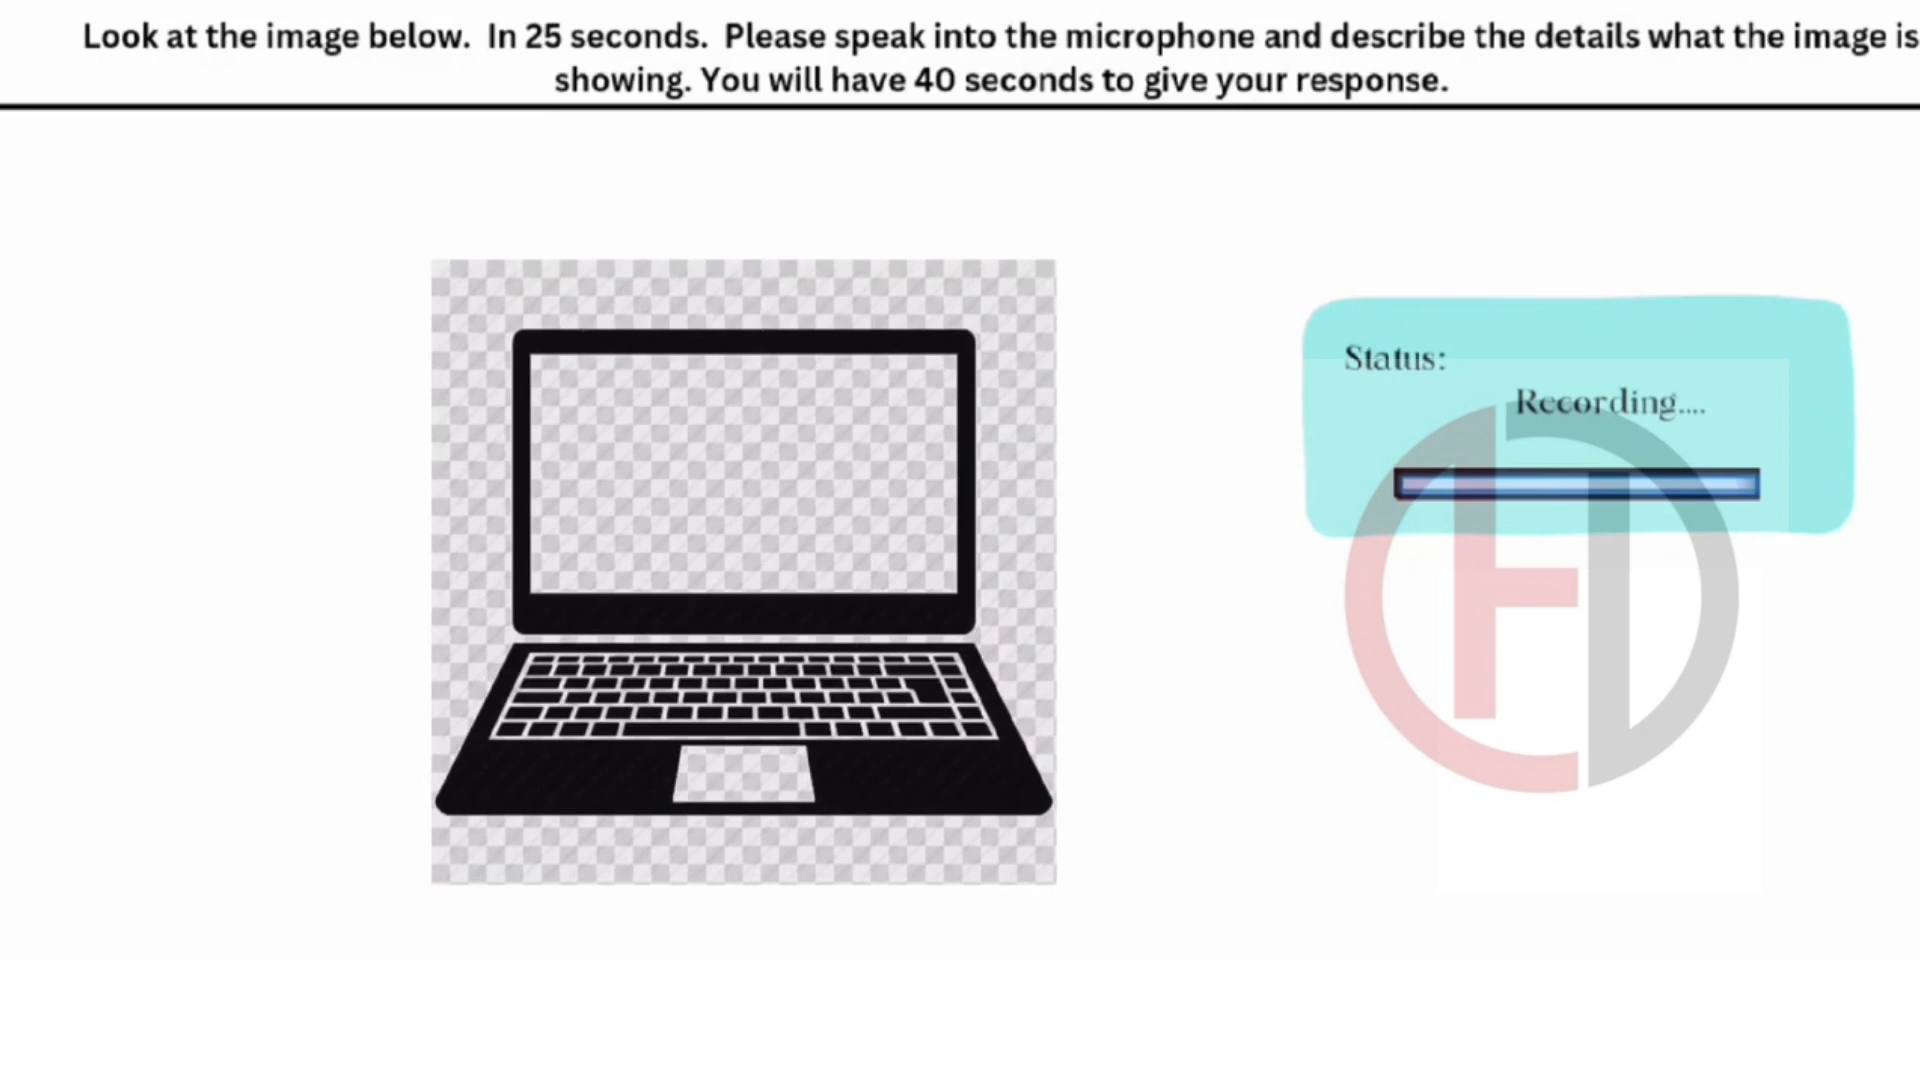 Look at the image below. In 25 seconds. Please speak into the microphone and describe the details what the image is
showing. You will have 40 seconds to give your response.
Status:
Recording....